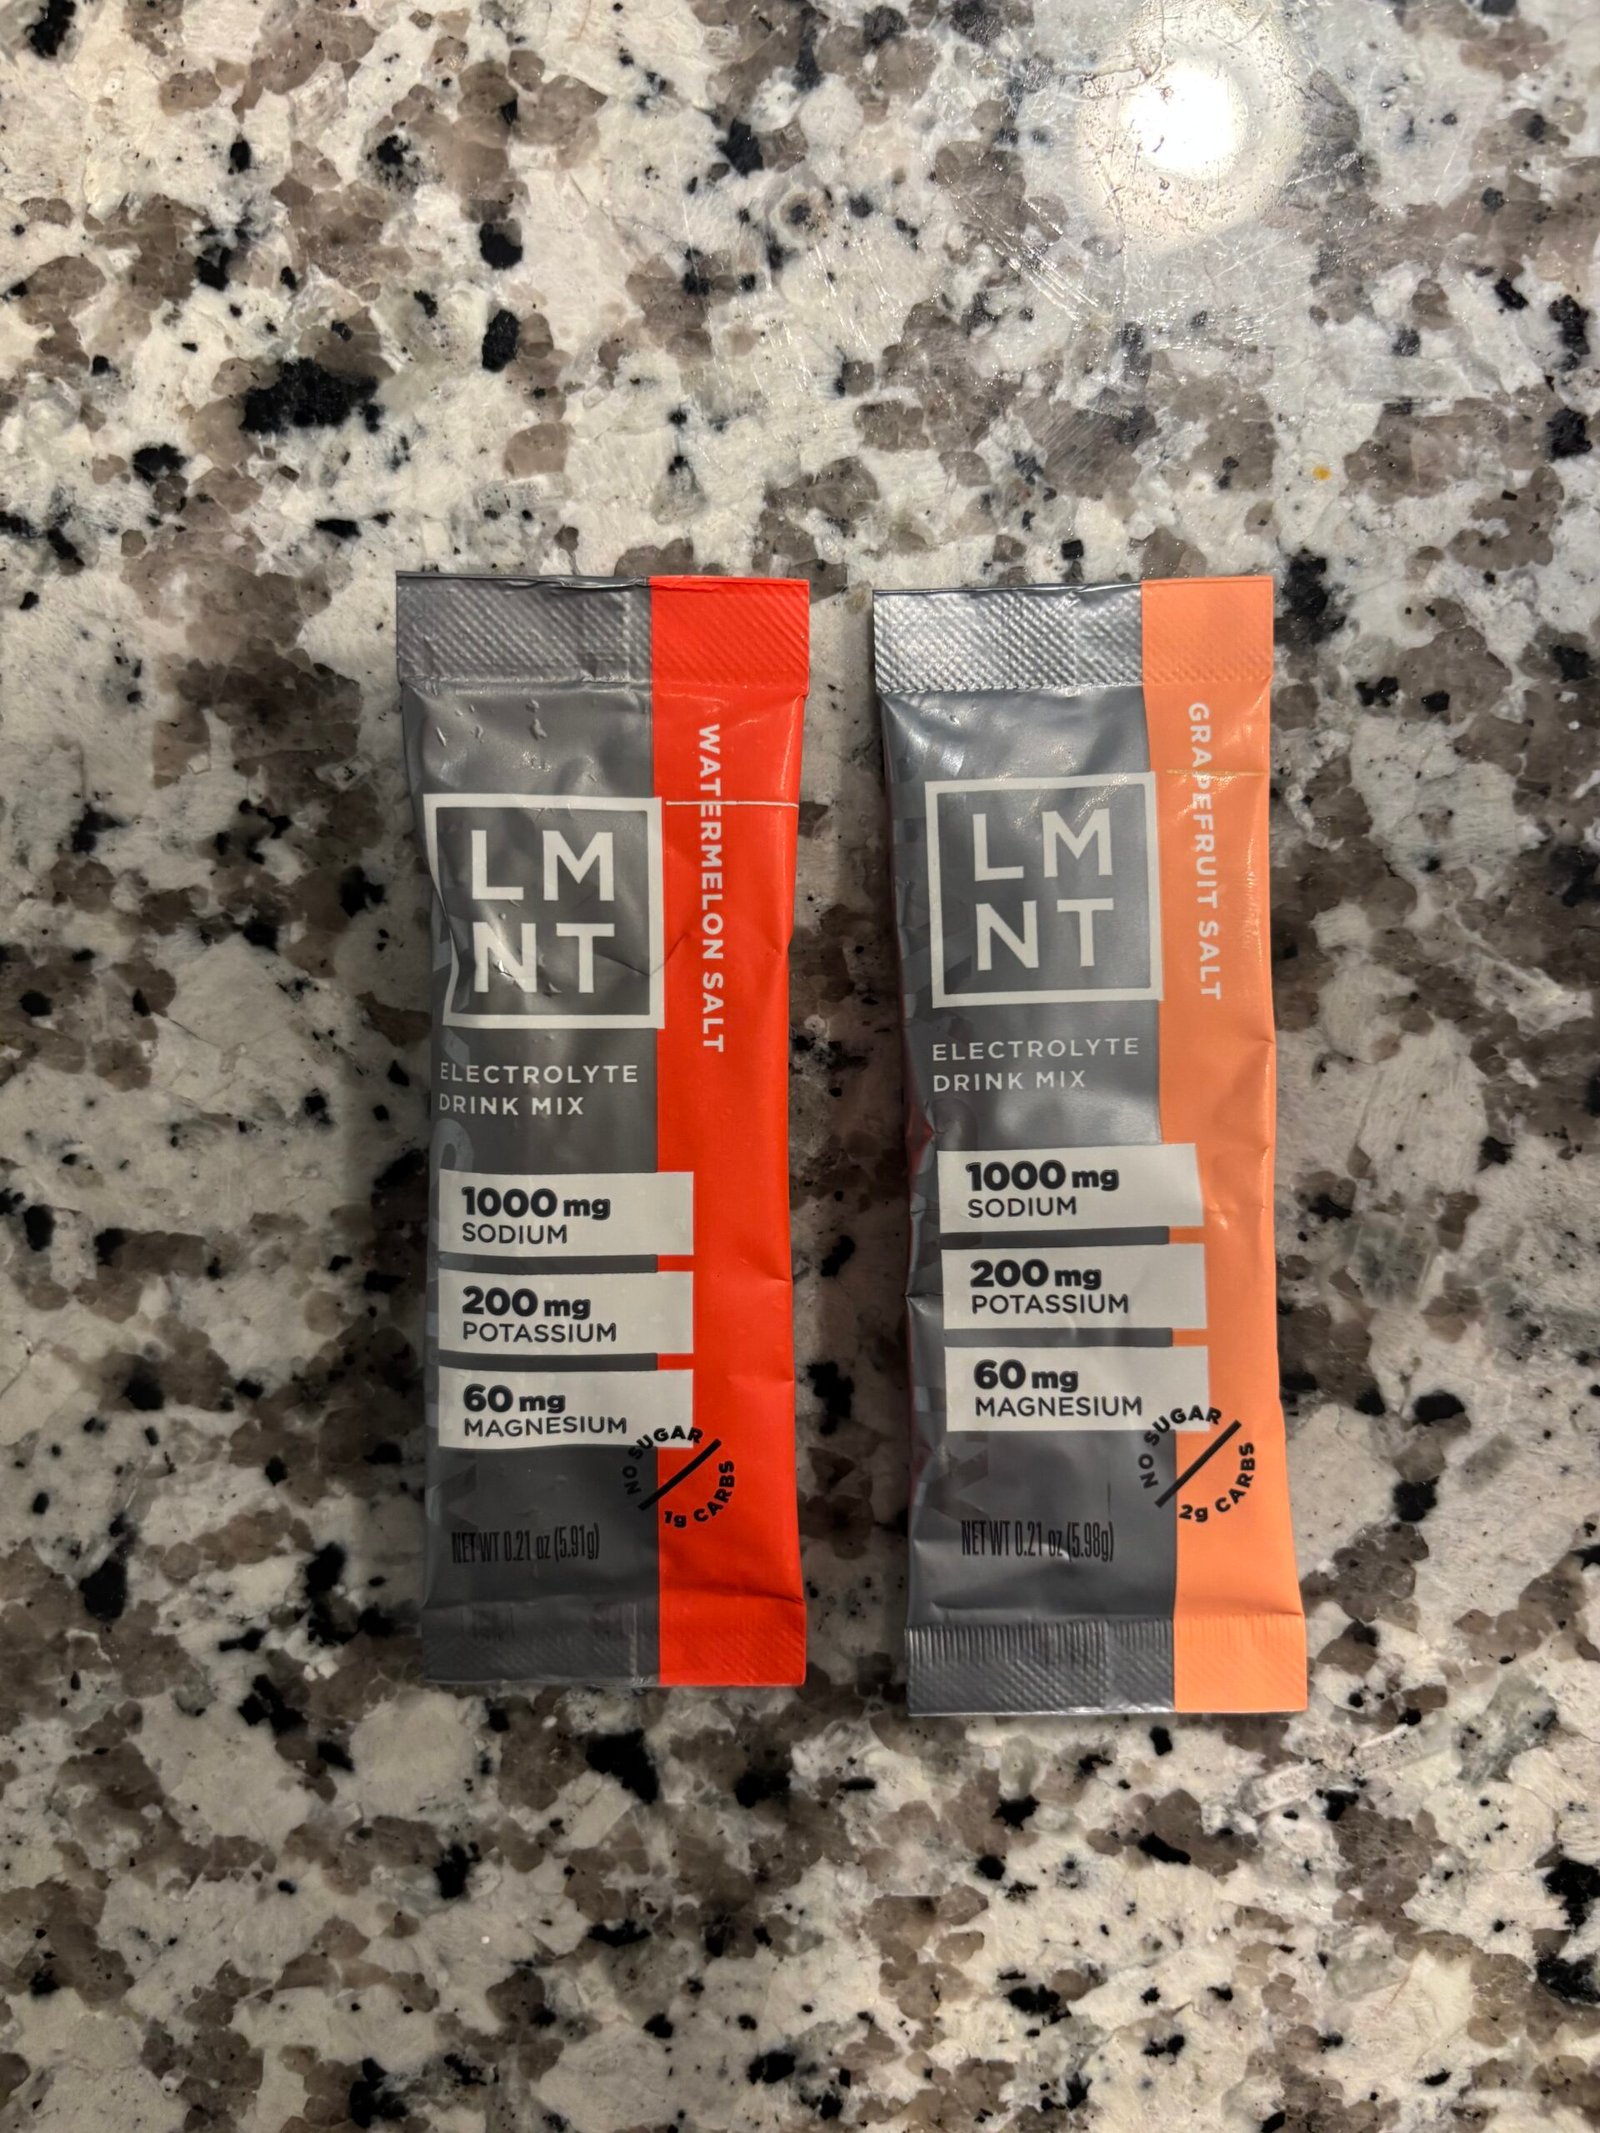 WATERMELON SALT
LM
NT
ELECTROLYTE
DRINK MIX
1000 mg
SODIUM
200 mg
POTASSIUM
60 mg
MAGNESIUM
NO SUGAR
1g CARBS
NET WT 0.21 oz (5.91g)
GRAPEFRUIT SALT
LM
NT
ELECTROLYTE
DRINK MIX
1000 mg
SODIUM
200 mg
POTASSIUM
60 mg
MAGNESIUM
NO SUGAR
2g CARBS
NET WT 0.21 oz (5.98g)